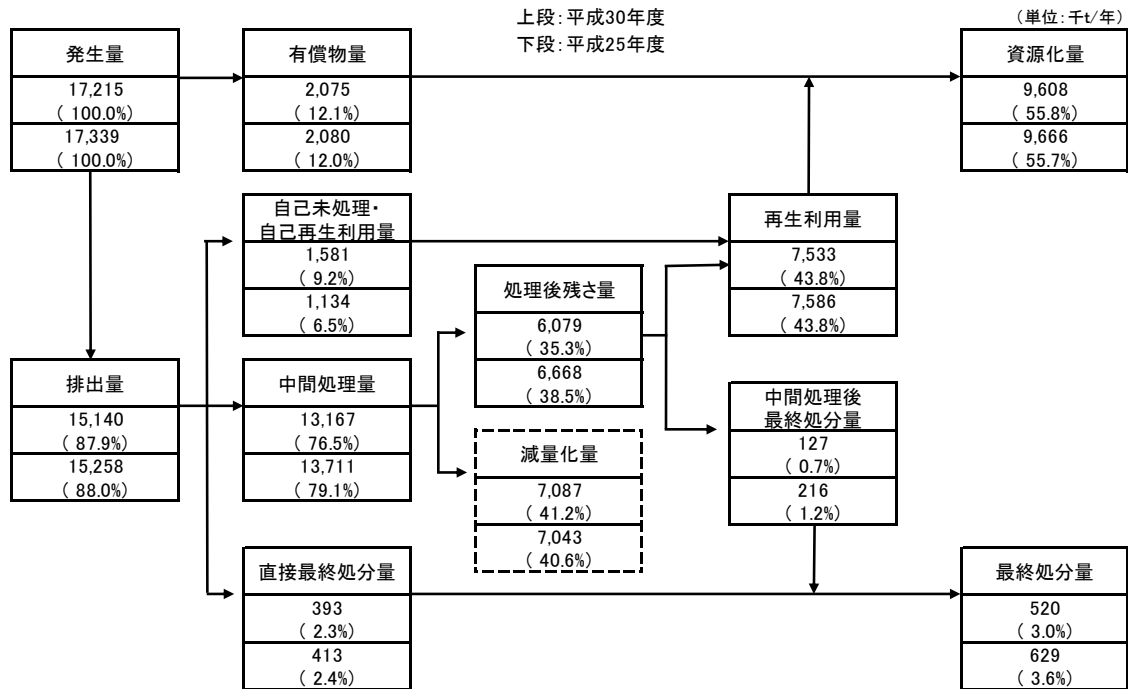 上段：平成30年度
下段：平成25年度
（単位：千t/年）
発生量
17,215
( 100.0%)
17,339
( 100.0%)
有償物量
2,075
( 12.1%)
2,080
( 12.0%)
資源化量
9,608
( 55.8%)
9,666
( 55.7%)
自己未処理・
自己再生利用量
1,581
( 9.2%)
1,134
( 6.5%)
再生利用量
7,533
( 43.8%)
7,586
( 43.8%)
処理後残さ量
6,079
( 35.3%)
6,668
( 38.5%)
排出量
15,140
( 87.9%)
15,258
( 88.0%)
中間処理量
13,167
( 76.5%)
13,711
( 79.1%)
減量化量
7,087
( 41.2%)
7,043
( 40.6%)
中間処理後
最終処分量
127
( 0.7%)
216
( 1.2%)
直接最終処分量
393
( 2.3%)
413
( 2.4%)
最終処分量
520
( 3.0%)
629
( 3.6%)